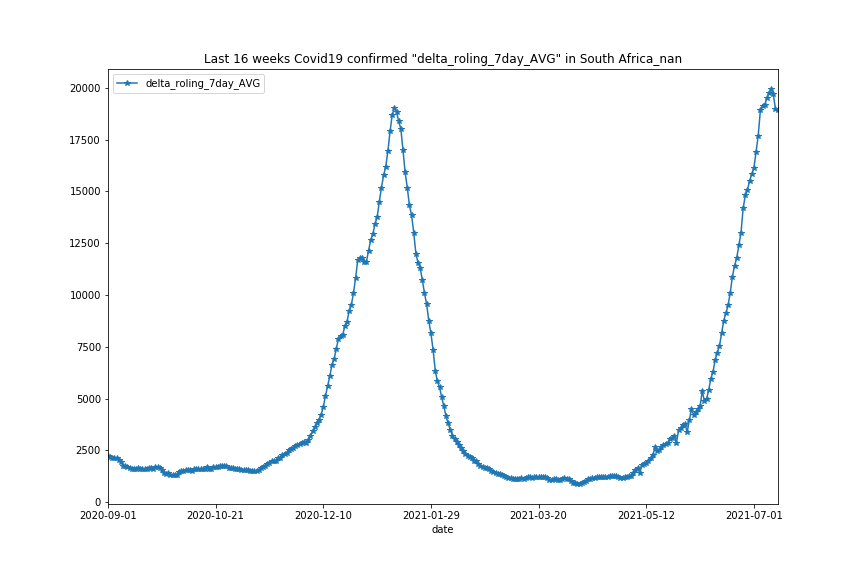 Last 16 weeks Covid19 confirmed "delta_roling_7day_AVG" in South Africa_nan
delta_roling_7day_AVG
20000
17500
15000
12500
10000
7500
5000
2500
0
2020-09-01 2020-10-21 2020-12-10 2021-01-29 2021-03-20 2021-05-12 2021-07-01
date